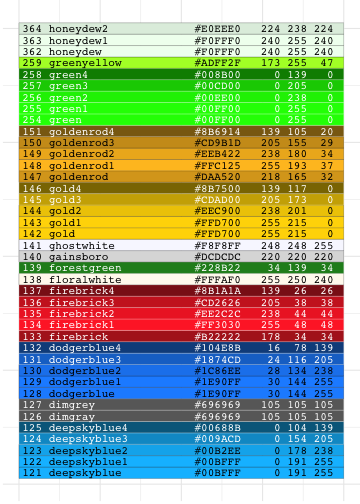 364 honeydew2 #E0EEE0 224 238 224
363 honeydew1 #F0FFF0 240 255 240
362 honeydew #F0FFF0 240 255 240
259 greenyellow #ADFF2F 173 255 47
258 green4 #008B00 0 139 0
257 green3 #00CD00 0 205 0
256 green2 #00EE00 0 238 0
255 green1 #00FF00 0 255 0
254 green #00FF00 0 255 0
151 goldenrod4 #8B6914 139 105 20
150 goldenrod3 #CD9B1D 205 155 29
149 goldenrod2 #EEB422 238 180 34
148 goldenrod1 #FFC125 255 193 37
147 goldenrod #DAA520 218 165 32
146 gold4 #8B7500 139 117 0
145 gold3 #CDAD00 205 173 0
144 gold2 #EEC900 238 201 0
143 gold1 #FFD700 255 215 0
142 gold #FFD700 255 215 0
141 ghostwhite #F8F8FF 248 248 255
140 gainsboro #DCDCDC 220 220 220
139 forestgreen #228B22 34 139 34
138 floralwhite #FFFAF0 255 250 240
137 firebrick4 #8B1A1A 139 26 26
136 firebrick3 #CD2626 205 38 38
135 firebrick2 #EE2C2C 238 44 44
134 firebrick1 #FF3030 255 48 48
133 firebrick #B22222 178 34 34
132 dodgerblue4 #104E8B 16 78 139
131 dodgerblue3 #1874CD 24 116 205
130 dodgerblue2 #1C86EE 28 134 238
129 dodgerblue1 #1E90FF 30 144 255
128 dodgerblue #1E90FF 30 144 255
127 dimgrey #696969 105 105 105
126 dimgray #696969 105 105 105
125 deepskyblue4 #00688B 0 104 139
124 deepskyblue3 #009ACD 0 154 205
123 deepskyblue2 #00B2EE 0 178 238
122 deepskyblue1 #00BFFF 0 191 255
121 deepskyblue #00BFFF 0 191 255